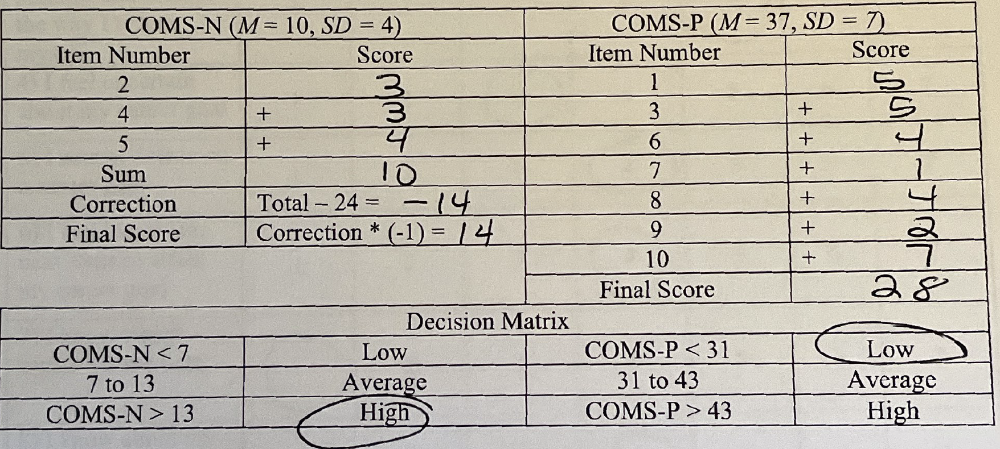 COMS-N (M = 10, SD = 4) COMS-P (M = 37, SD = 7)
Item Number Score Item Number Score
2 3 1 5
4 + 3 3 + 5
5 + 4 6 + 4
Sum 10 7 + 1
Correction Total – 24 = -14 8 + 4
Final Score Correction * (-1) = 14 9 + 2
10 + 7
Final Score 28
Decision Matrix
COMS-N < 7 Low COMS-P < 31 Low
7 to 13 Average 31 to 43 Average
COMS-N > 13 High COMS-P > 43 High